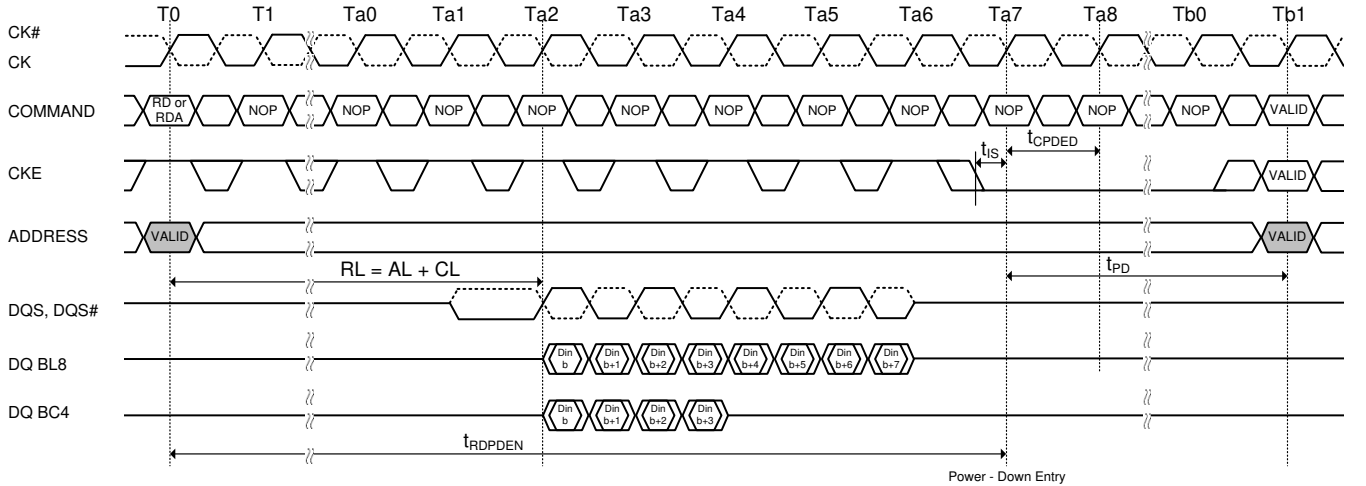 T0 T1 Ta0 Ta1 Ta2 Ta3 Ta4 Ta5 Ta6 Ta7 Ta8 Tb0 Tb1
CK#
CK
COMMAND RD or RDA NOP NOP NOP NOP NOP NOP NOP NOP NOP NOP NOP VALID
tIS tCPDED
CKE VALID
ADDRESS VALID VALID
RL = AL + CL tPD
DQS, DQS#
DQ BL8 Din b Din b+1 Din b+2 Din b+3 Din b+4 Din b+5 Din b+6 Din b+7
DQ BC4 Din b Din b+1 Din b+2 Din b+3
tRDPDEN
Power - Down Entry